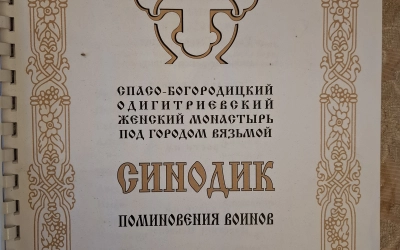 СПАСО-БОГОРОДИЦКИЙ
ОДИГИТРИЕВСКИЙ
ЖЕНСКИЙ МОНАСТЫРЬ
ПОД ГОРОДОМ ВЯЗЬМОЙ
СИНОДИК
ПОМИНОВЕНИЯ ВОИНОВ